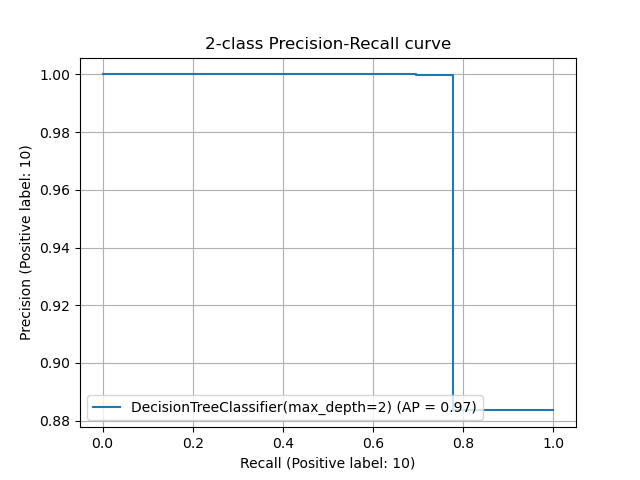 2-class Precision-Recall curve
Precision (Positive label: 10)
1.00
0.98
0.96
0.94
0.92
0.90
0.88
DecisionTreeClassifier(max_depth=2) (AP = 0.97)
0.0 0.2 0.4 0.6 0.8 1.0
Recall (Positive label: 10)